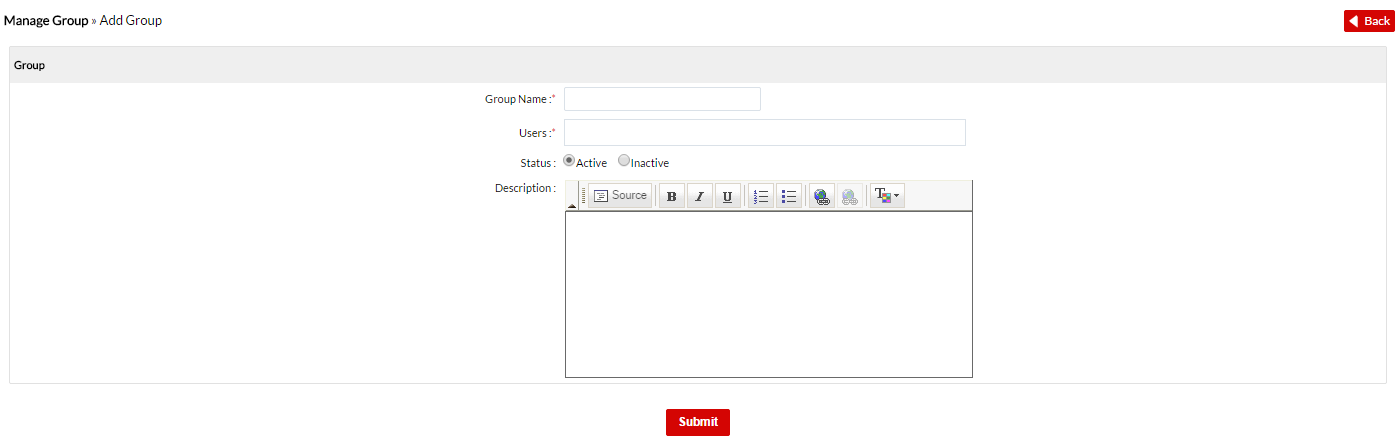 Manage Group » Add Group
Back
Group
Group Name :*
Users :*
Status : Active Inactive
Description :
Source B I U T
Submit